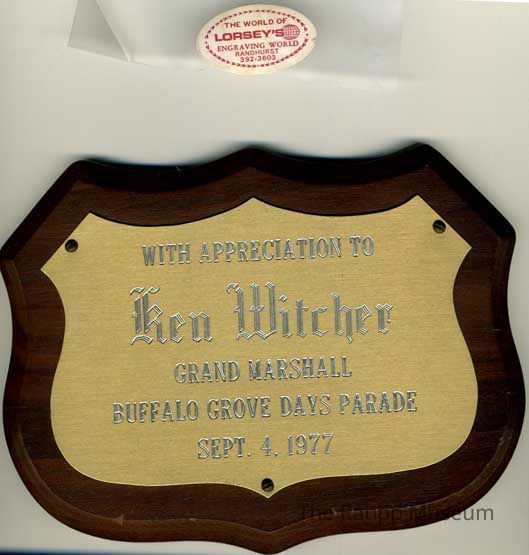 THE WORLD OF
LORSEY'S
ENGRAVING WORLD
RANDHURST
392-3603
WITH APPRECIATION TO
Ken Witcher
GRAND MARSHALL
BUFFALO GROVE DAYS PARADE
SEPT. 4, 1977
The Raupp Museum